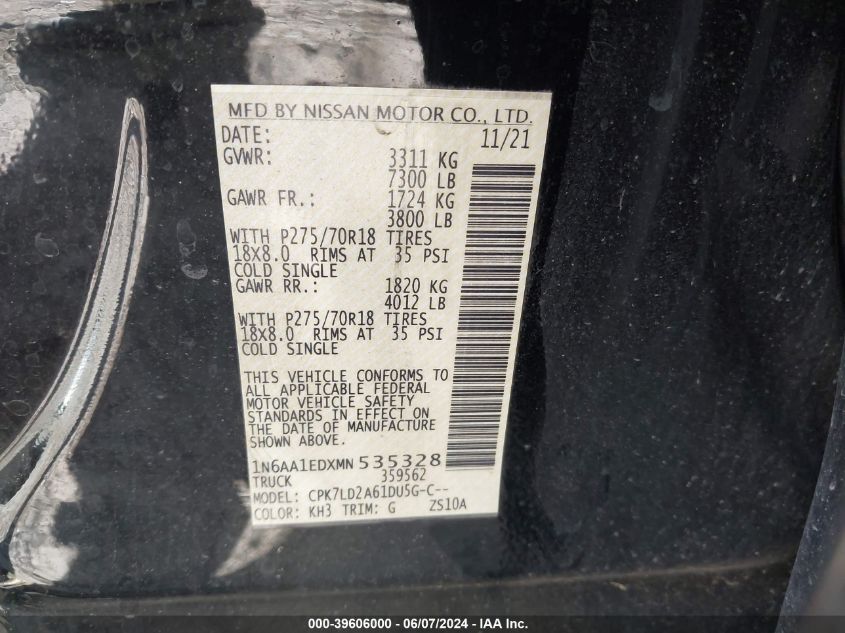 MFD BY NISSAN MOTOR CO., LTD.
DATE: 11/21
GVWR: 3311 KG
7300 LB
GAWR FR.: 1724 KG
3800 LB
WITH P275/70R18 TIRES
18X8.0 RIMS AT 35 PSI
COLD SINGLE
GAWR RR.: 1820 KG
4012 LB
WITH P275/70R18 TIRES
18X8.0 RIMS AT 35 PSI
COLD SINGLE
THIS VEHICLE CONFORMS TO
ALL APPLICABLE FEDERAL
MOTOR VEHICLE SAFETY
STANDARDS IN EFFECT ON
THE DATE OF MANUFACTURE
SHOWN ABOVE.
1N6AA1EDXMN 535328
TRUCK 359562
MODEL: CPK7LD2A61DU5G-C--
COLOR: KH3 TRIM: G ZS10A
000-39606000 - 06/07/2024 - IAA Inc.